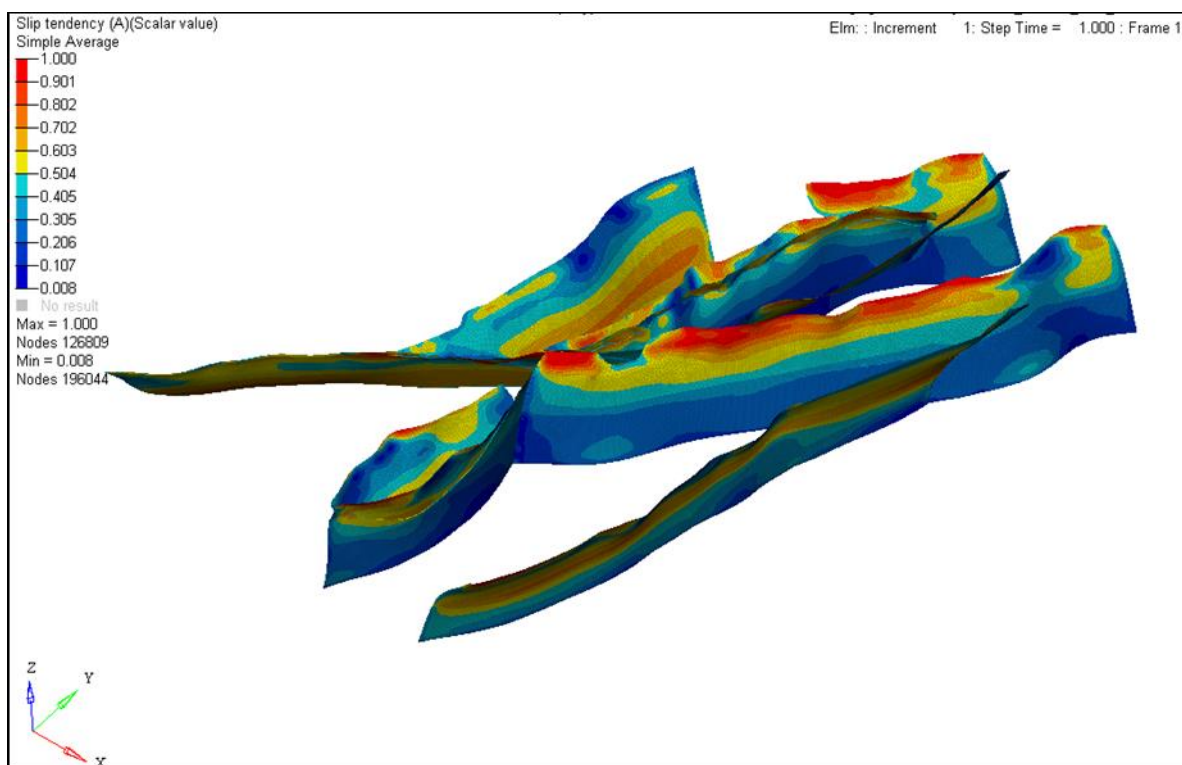 Slip tendency (A)(Scalar value)
Simple Average
1.000
0.901
0.802
0.702
0.603
0.504
0.405
0.305
0.206
0.107
0.008
No result
Max = 1.000
Nodes 126809
Min = 0.008
Nodes 196044
Elm: : Increment 1: Step Time = 1.000 : Frame 1
Z
Y
X